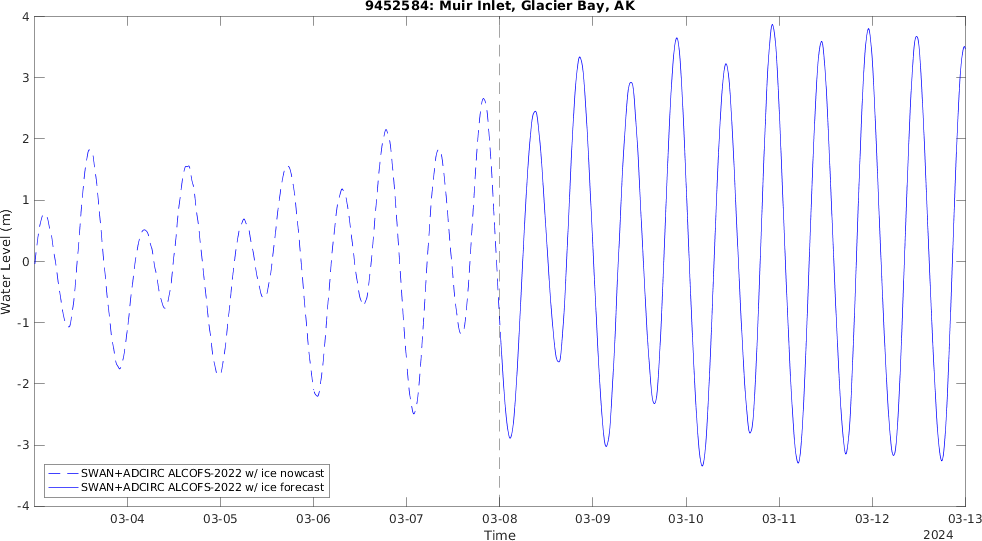 9452584: Muir Inlet, Glacier Bay, AK
4
3
2
1
0
-1
-2
-3
-4
Water Level (m)
SWAN+ADCIRC ALCOFS-2022 w/ ice nowcast
SWAN+ADCIRC ALCOFS-2022 w/ ice forecast
03-04 03-05 03-06 03-07 03-08 03-09 03-10 03-11 03-12 03-13
Time
2024